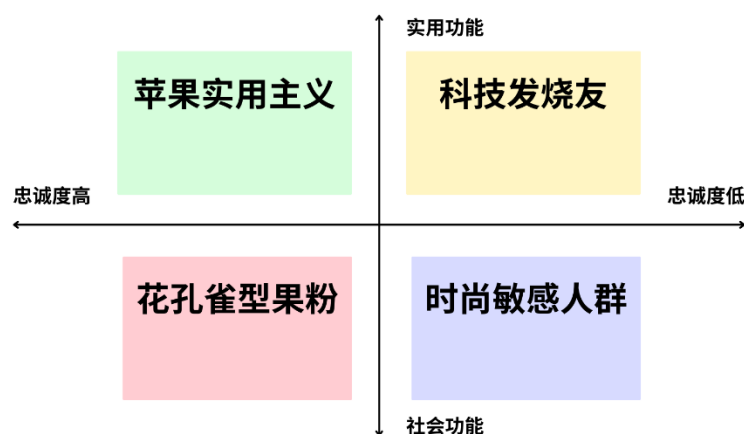 实用功能
苹果实用主义
科技发烧友
忠诚度高
忠诚度低
花孔雀型果粉
时尚敏感人群
社会功能